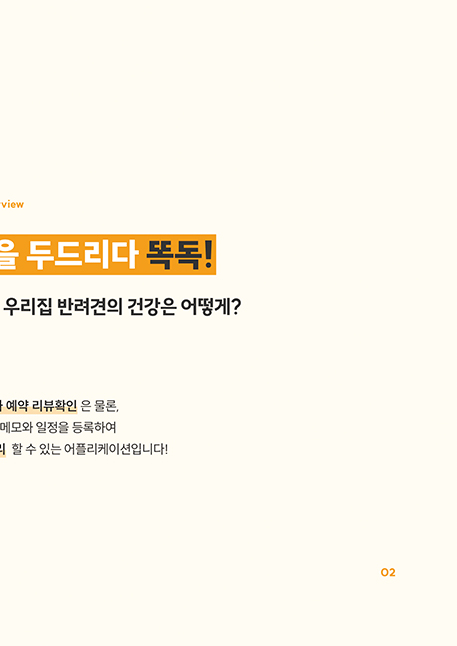 view
을 두드리다 똑독!
우리집 반려견의 건강은 어떻게?
예약 리뷰확인 은 물론,
메모와 일정을 등록하여
할 수 있는 어플리케이션입니다!
02